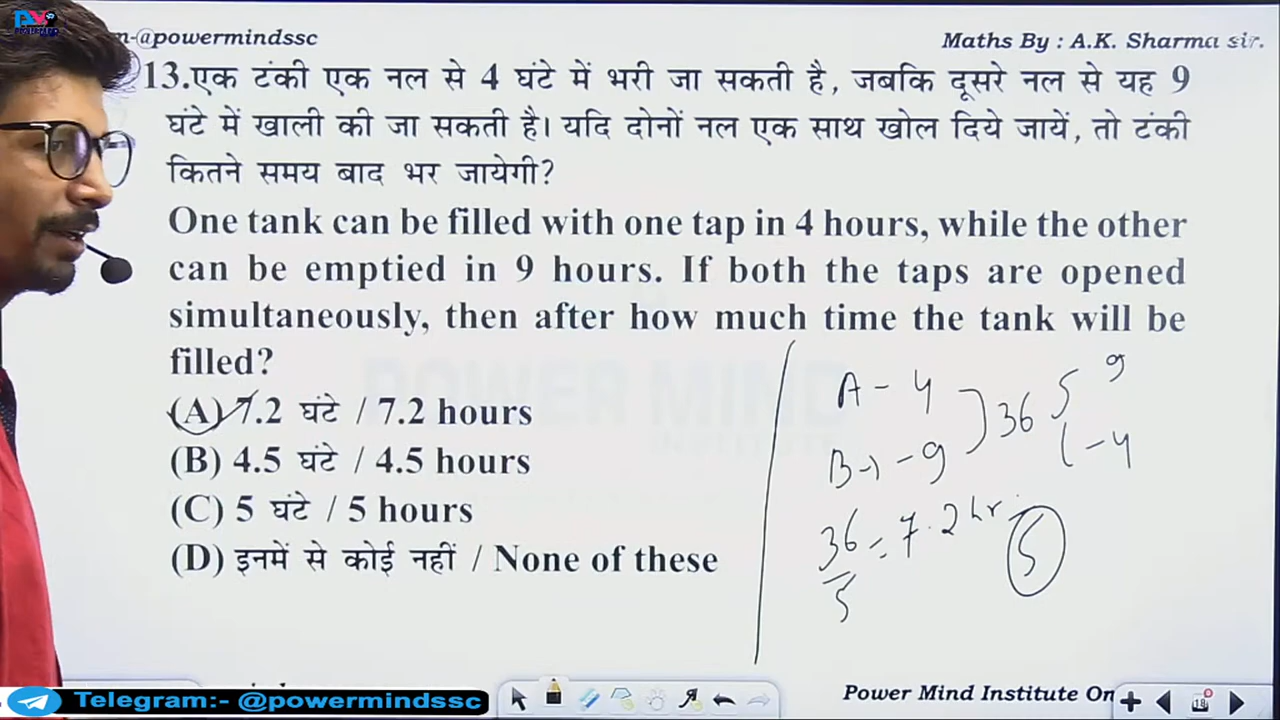 -@powermindssc
Maths By : A.K. Sharma sir.
13.एक टंकी एक नल से 4 घंटे में भरी जा सकती है, जबकि दूसरे नल से यह 9
घंटे में खाली की जा सकती है। यदि दोनों नल एक साथ खोल दिये जायें, तो टंकी
कितने समय बाद भर जायेगी?
One tank can be filled with one tap in 4 hours, while the other
can be emptied in 9 hours. If both the taps are opened
simultaneously, then after how much time the tank will be
filled?
(A) 7.2 घंटे / 7.2 hours
(B) 4.5 घंटे / 4.5 hours
(C) 5 घंटे / 5 hours
(D) इनमें से कोई नहीं / None of these
A - 4
B - 9
36
5
9
- 4
36
5
= 7.2 hr
5
POWER MIND
INSTITUTE
Telegram:- @powermindssc
Power Mind Institute On
18